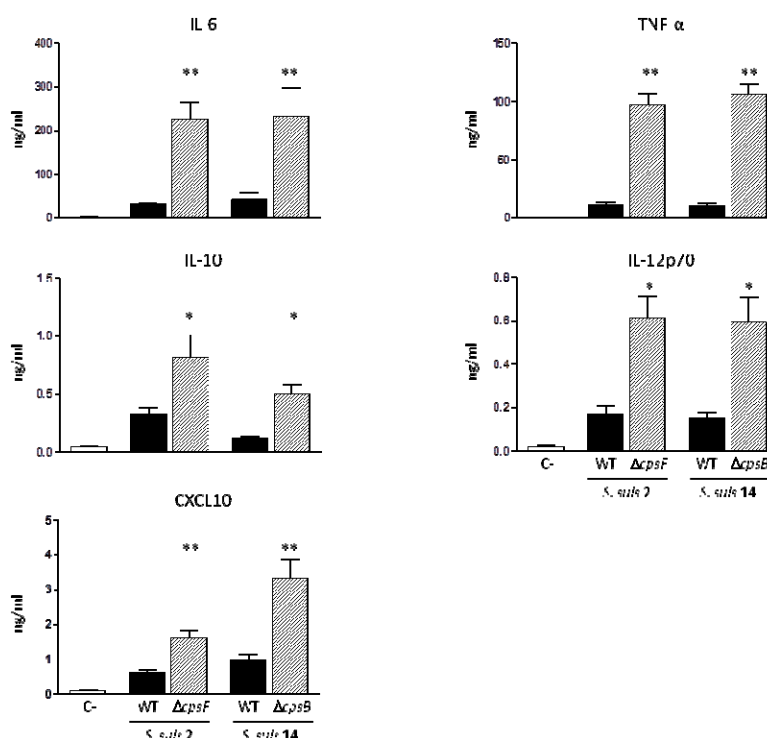 IL 6
ng/ml
400
300
200
100
0
**
**
TNF α
ng/ml
150
100
50
0
**
**
IL-10
ng/ml
1.5
1.0
0.5
0.0
*
*
IL-12p70
ng/ml
0.8
0.6
0.4
0.2
0.0
*
*
C- WT ΔcpsF WT ΔcpsB
S. suis 2 S. suis 14
CXCL10
ng/ml
5
4
3
2
1
0
**
**
C- WT ΔcpsF WT ΔcpsB
S. suis 2 S. suis 14